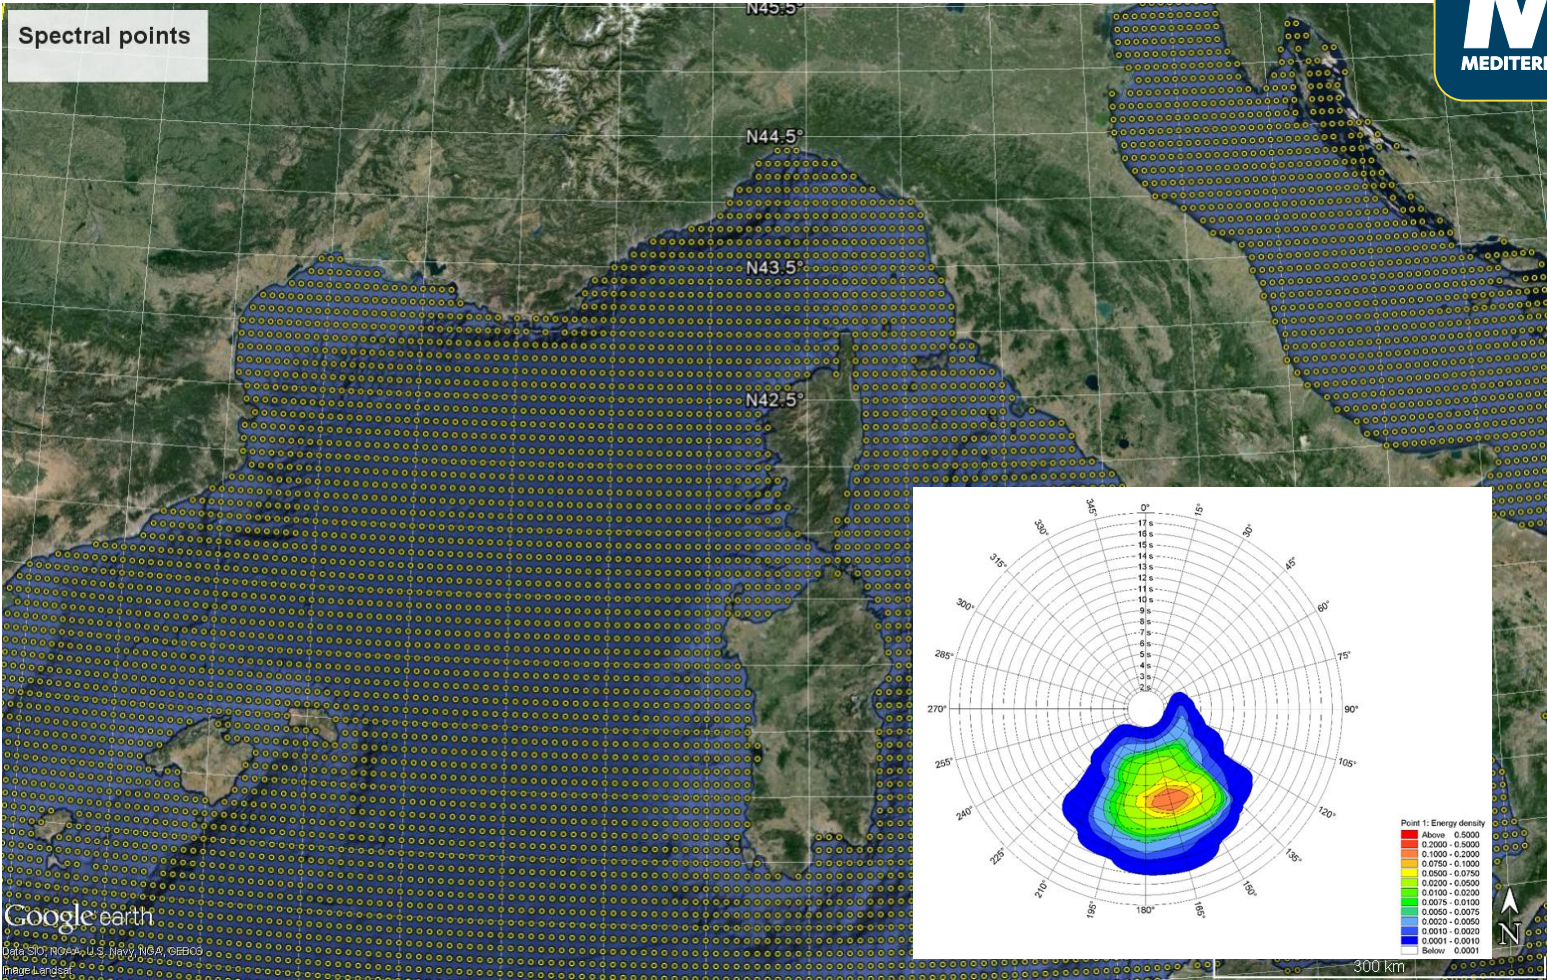 Spectral points
N45.5°
MEDITER
N44.5°
N43.5°
N42.5°
345° 0° 15°
330° 30°
315° 45°
300° 60°
285° 75°
270° 90°
255° 105°
240° 120°
225° 135°
210° 150°
195° 180° 165°
17 s
16 s
15 s
14 s
13 s
12 s
11 s
10 s
9 s
8 s
7 s
6 s
5 s
4 s
3 s
2 s
Point 1: Energy density
Above 0.5000
0.2000 - 0.5000
0.1000 - 0.2000
0.0750 - 0.1000
0.0500 - 0.0750
0.0200 - 0.0500
0.0100 - 0.0200
0.0075 - 0.0100
0.0050 - 0.0075
0.0020 - 0.0050
0.0010 - 0.0020
0.0001 - 0.0010
Below 0.0001
N
Google earth
Data SIO, NOAA, U.S. Navy, NGA, GEBCO
Image Landsat
300 km